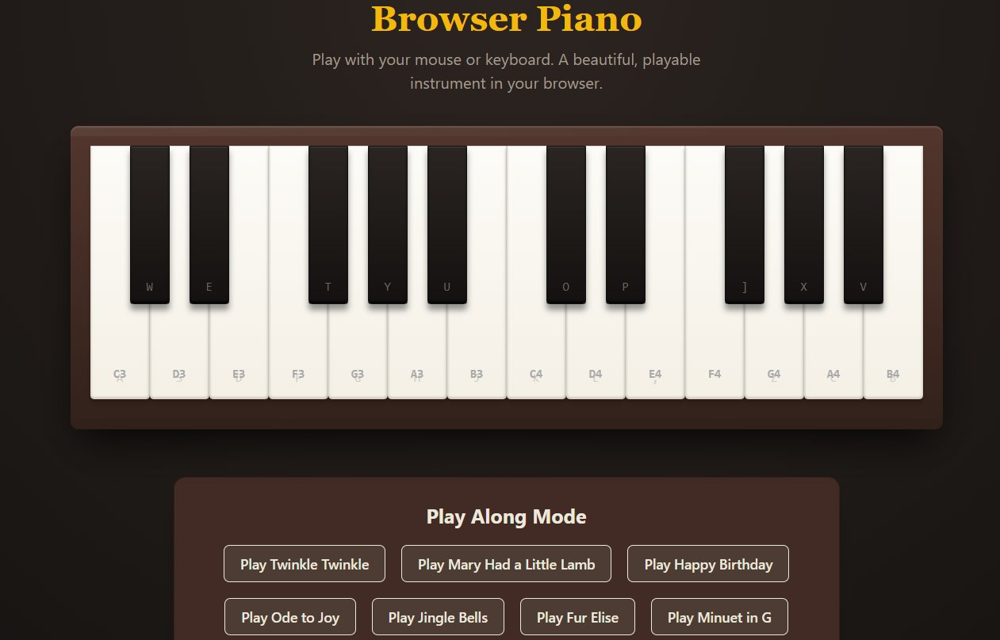 Browser Piano
Play with your mouse or keyboard. A beautiful, playable
instrument in your browser.
W E T Y U O P ] X V
C3 D3 E3 F3 G3 A3 B3 C4 D4 E4 F4 G4 A4 B4
Play Along Mode
Play Twinkle Twinkle Play Mary Had a Little Lamb Play Happy Birthday
Play Ode to Joy Play Jingle Bells Play Fur Elise Play Minuet in G